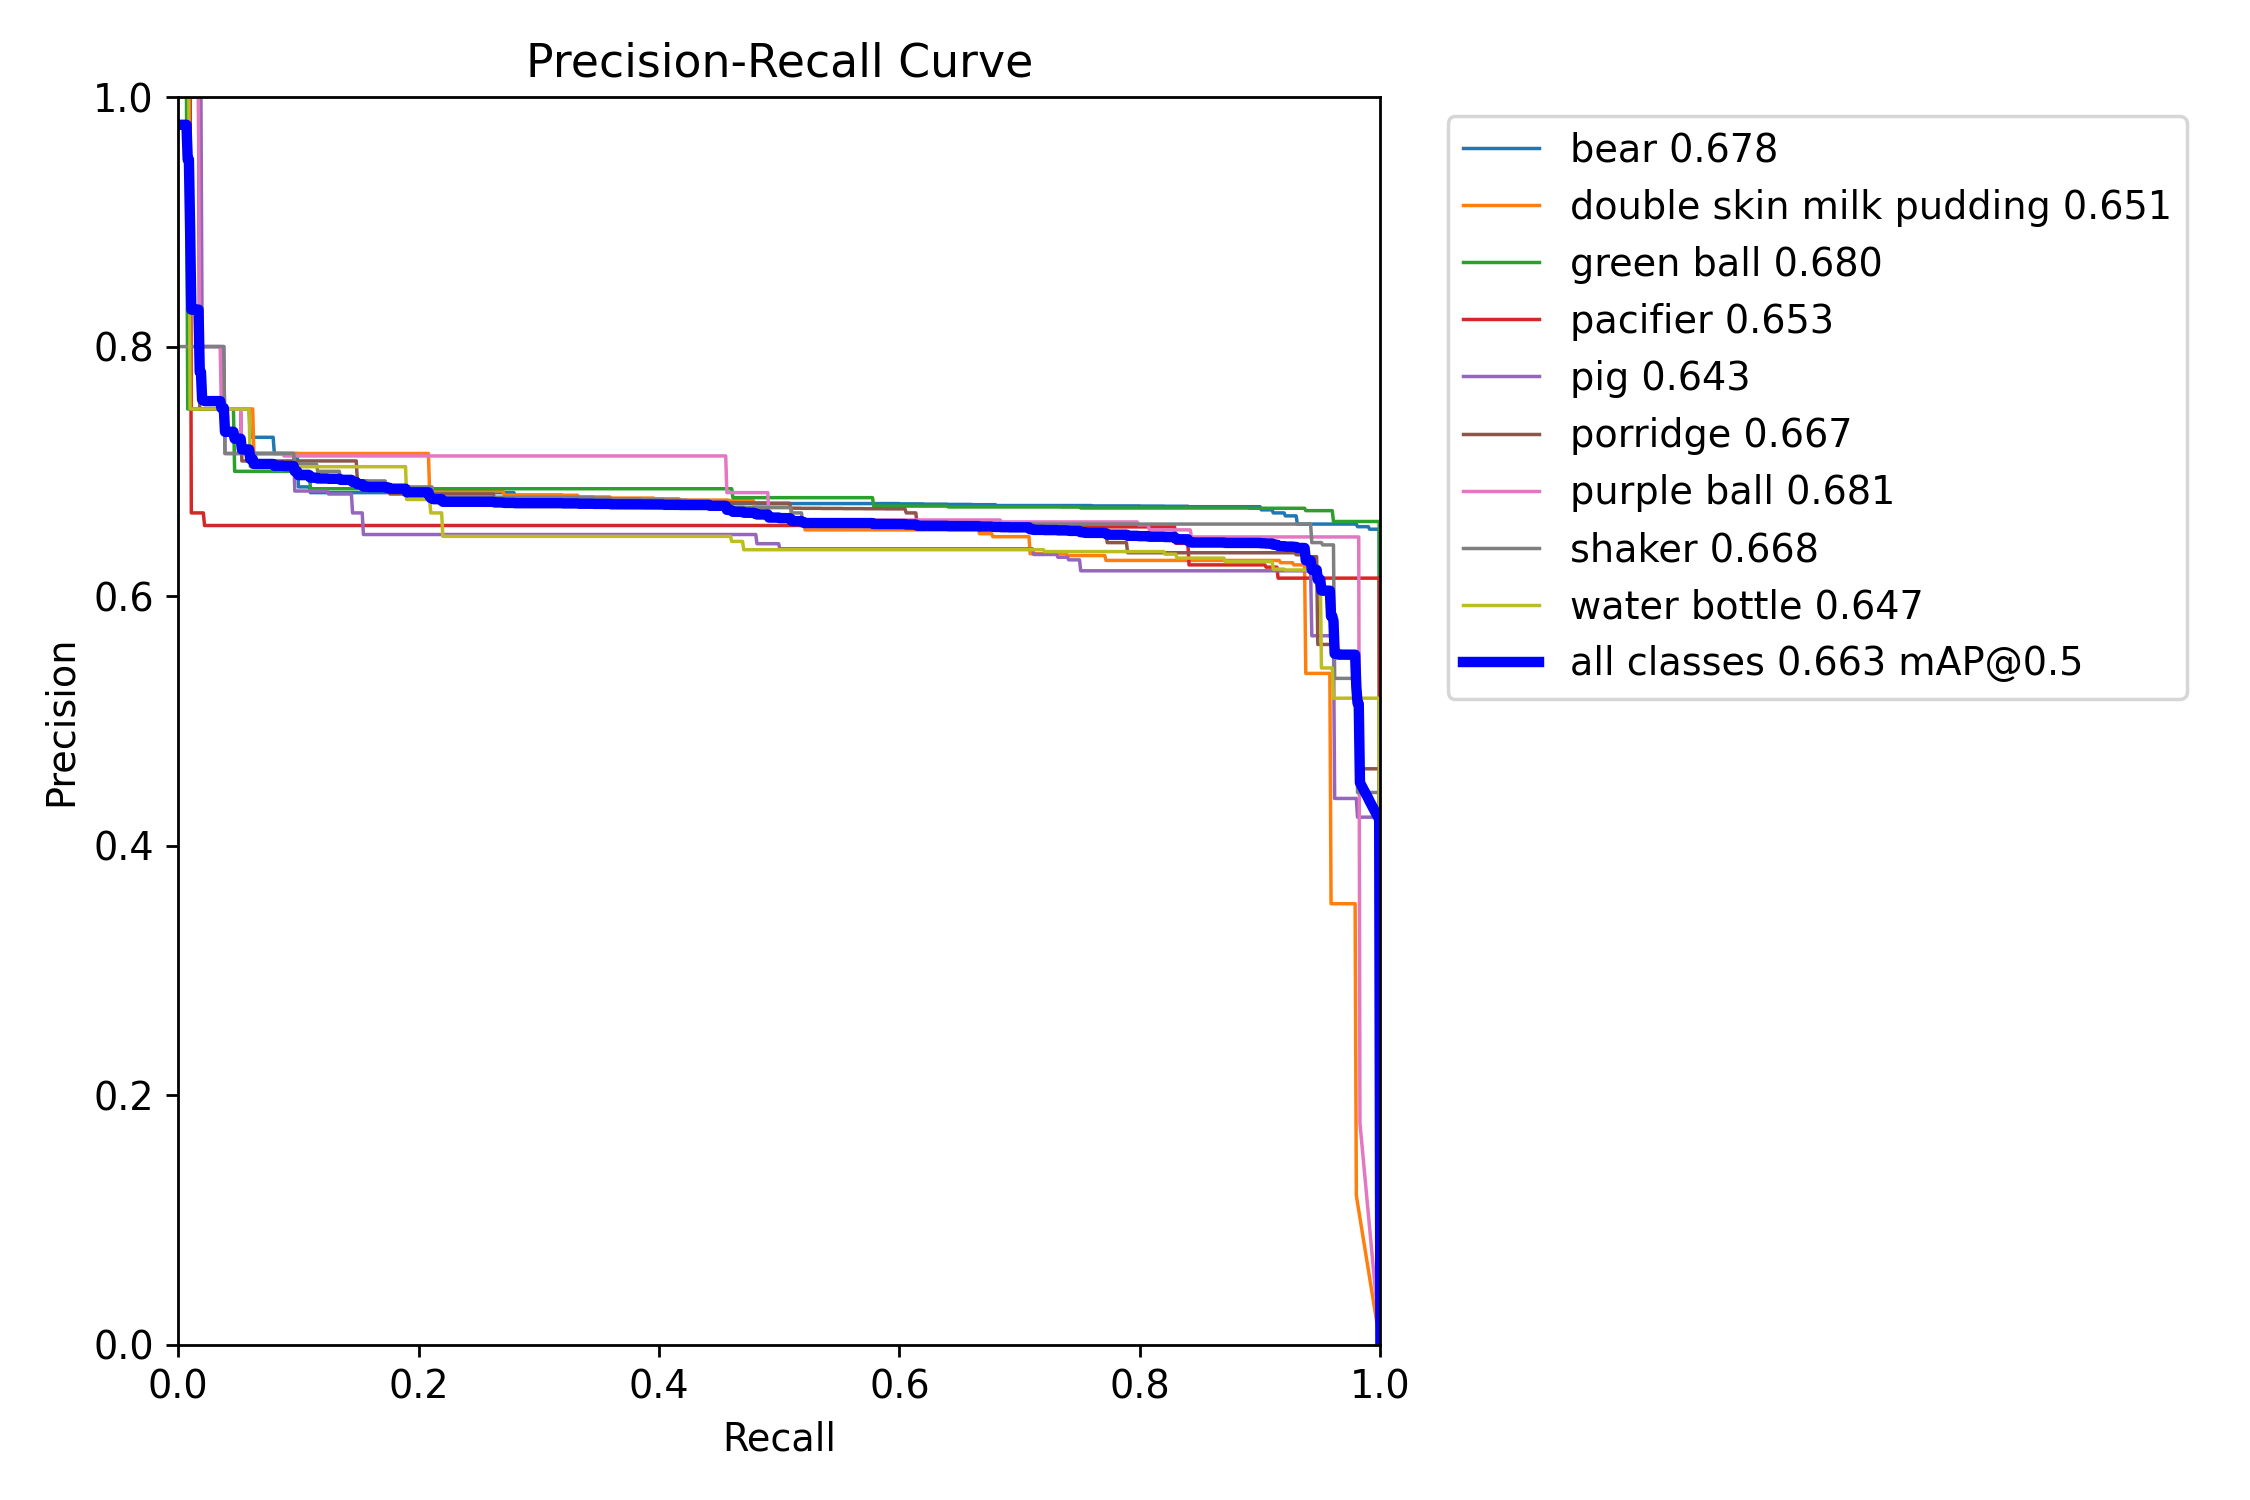 Precision-Recall Curve
1.0
0.8
0.6
0.4
0.2
0.0
Precision
0.0 0.2 0.4 0.6 0.8 1.0
Recall
bear 0.678
double skin milk pudding 0.651
green ball 0.680
pacifier 0.653
pig 0.643
porridge 0.667
purple ball 0.681
shaker 0.668
water bottle 0.647
all classes 0.663 mAP@0.5